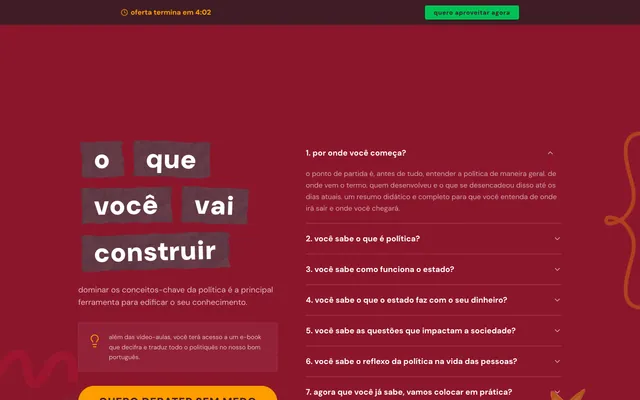 oferta termina em 4:02
quero aproveitar agora
o que
você vai
construir
dominar os conceitos-chave da política é a principal
ferramenta para edificar o seu conhecimento.
além das vídeo-aulas, você terá acesso a um e-book
que decifra e traduz todo o politiquês no nosso bom
português.
QUERO DEBATER SEM MEDO
1. por onde você começa?
o ponto de partida é, antes de tudo, entender a política de maneira geral. de
onde vem o termo, quem desenvolveu e o que se desencadeou disso até os
dias atuais. um resumo didático e completo para que você entenda de onde
irá sair e onde você chegará.
2. você sabe o que é política?
3. você sabe como funciona o estado?
4. você sabe o que o estado faz com o seu dinheiro?
5. você sabe as questões que impactam a sociedade?
6. você sabe o reflexo da política na vida das pessoas?
7. agora que você já sabe, vamos colocar em prática?